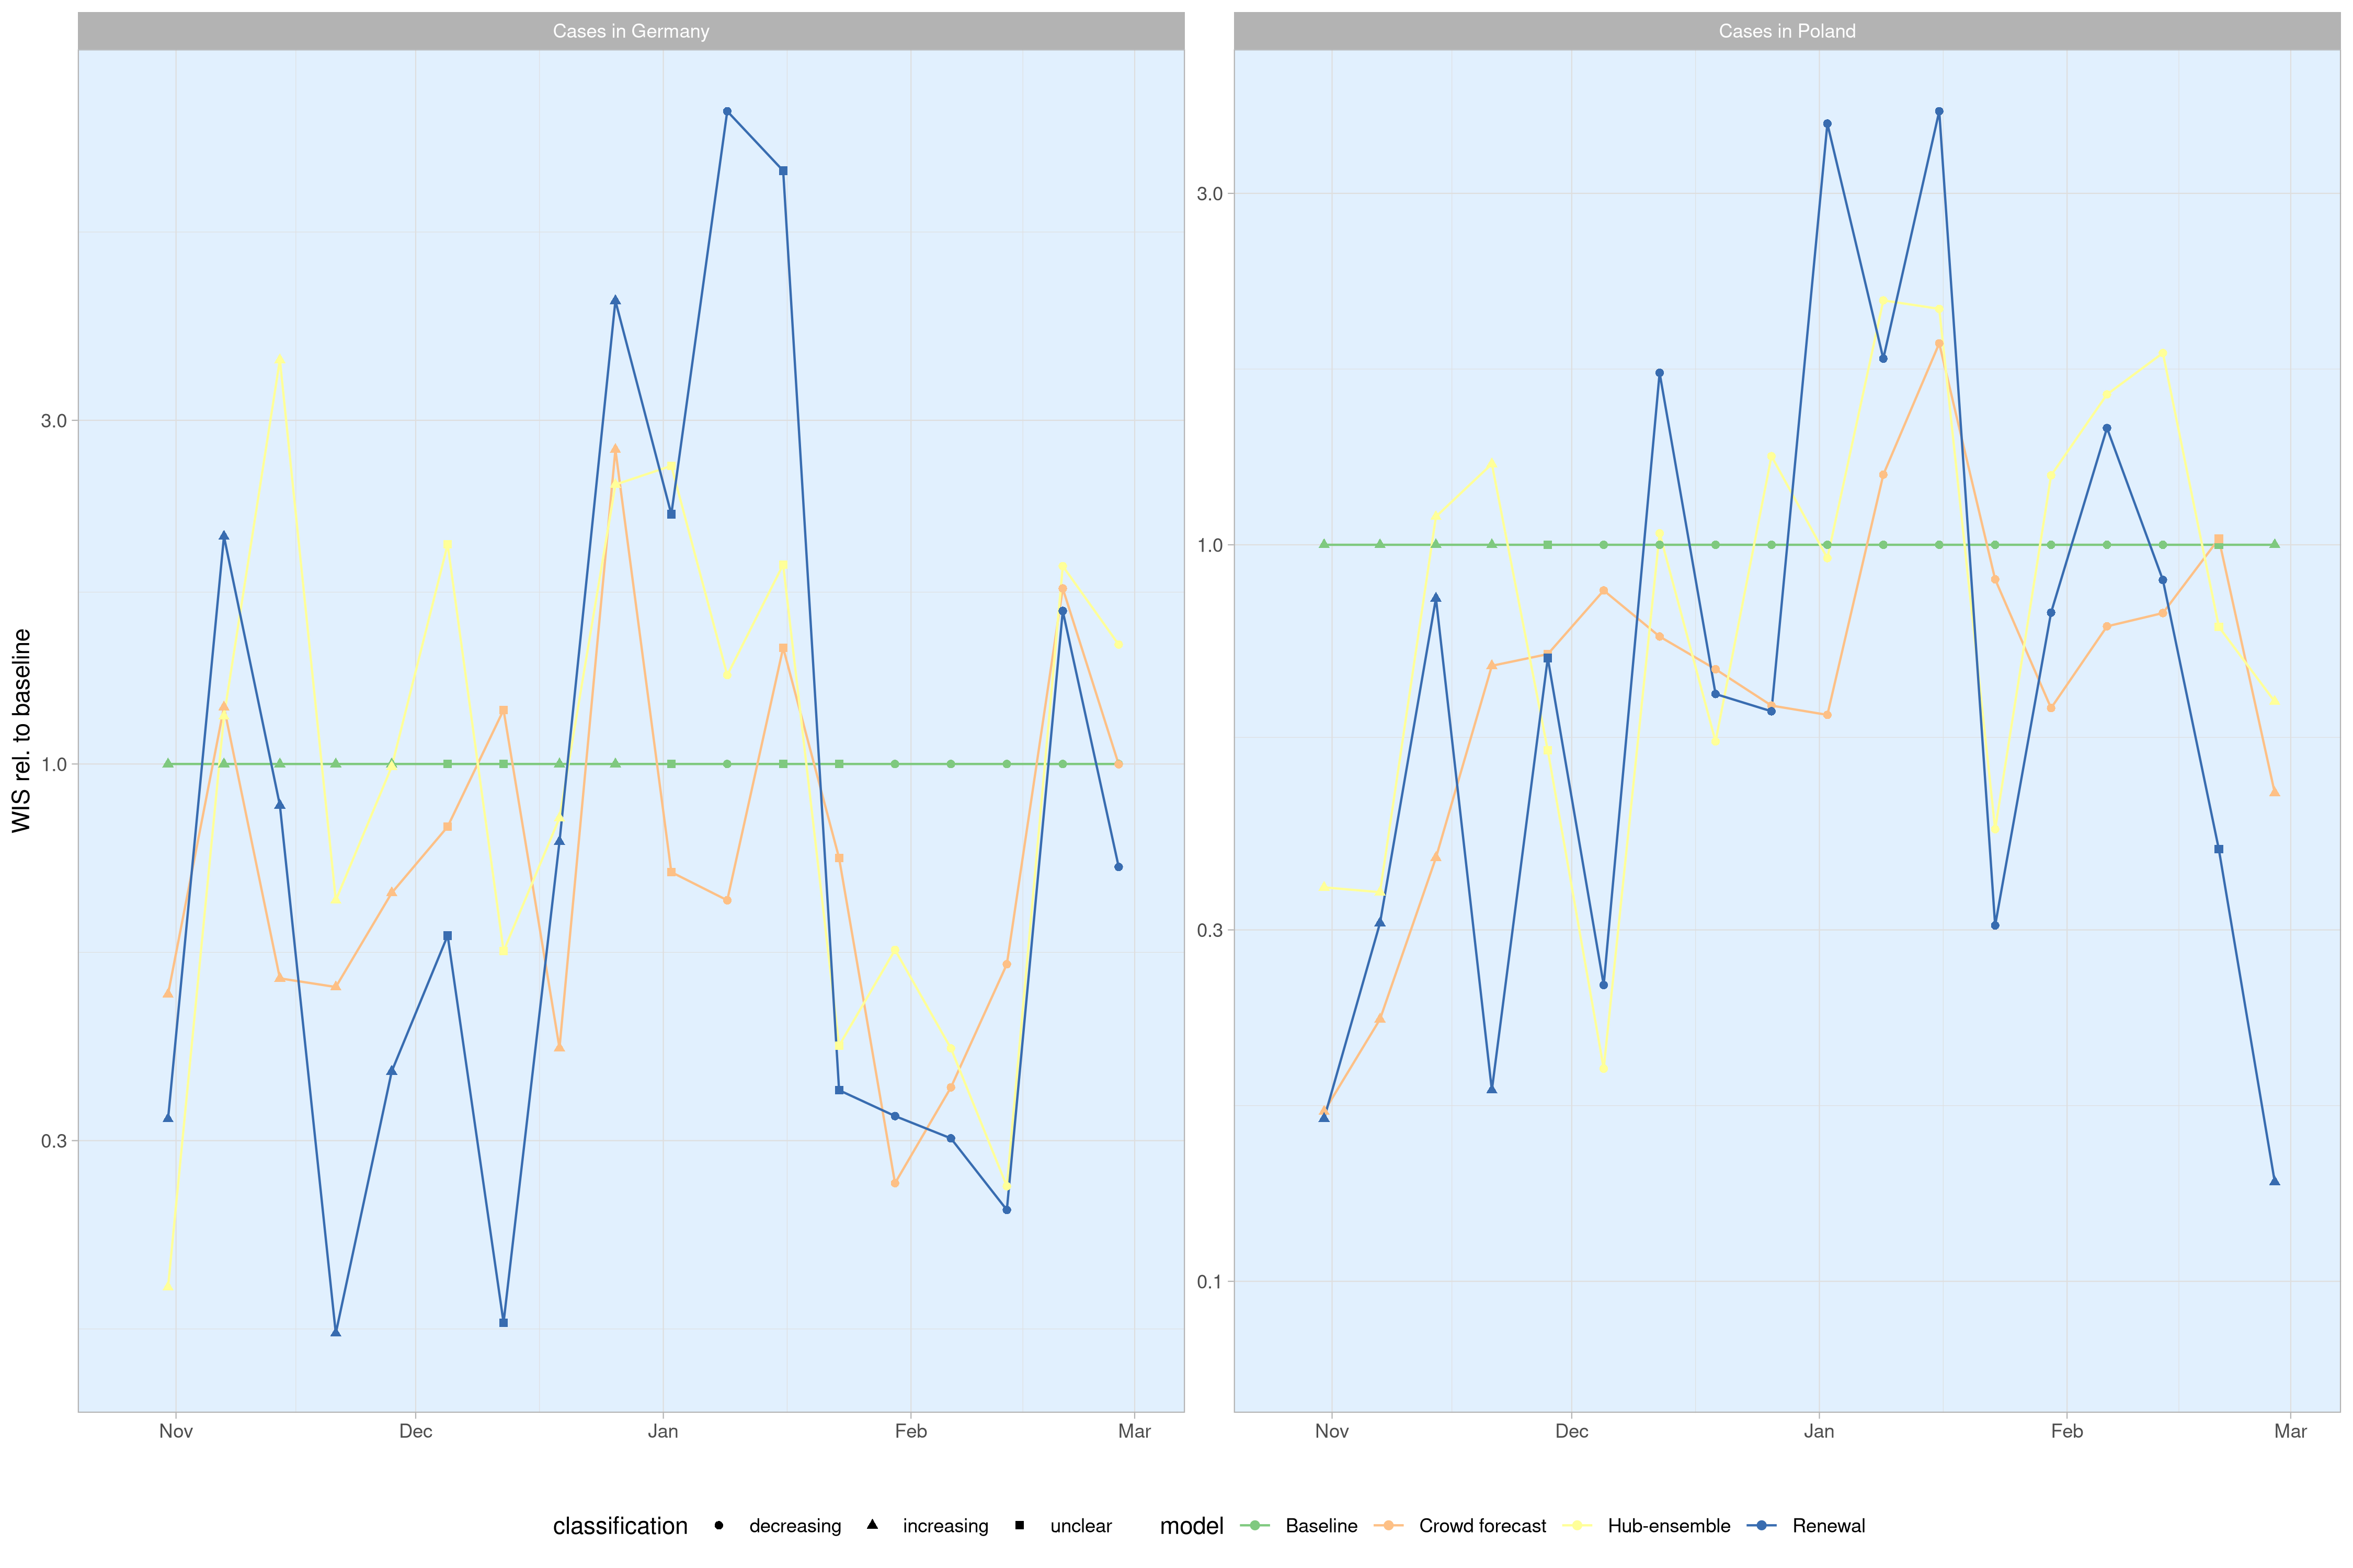 Cases in Germany
Cases in Poland
WIS rel. to baseline
3.0
1.0
0.3
3.0
1.0
0.3
0.1
Nov Dec Jan Feb Mar
Nov Dec Jan Feb Mar
classification decreasing increasing unclear model Baseline Crowd forecast Hub-ensemble Renewal